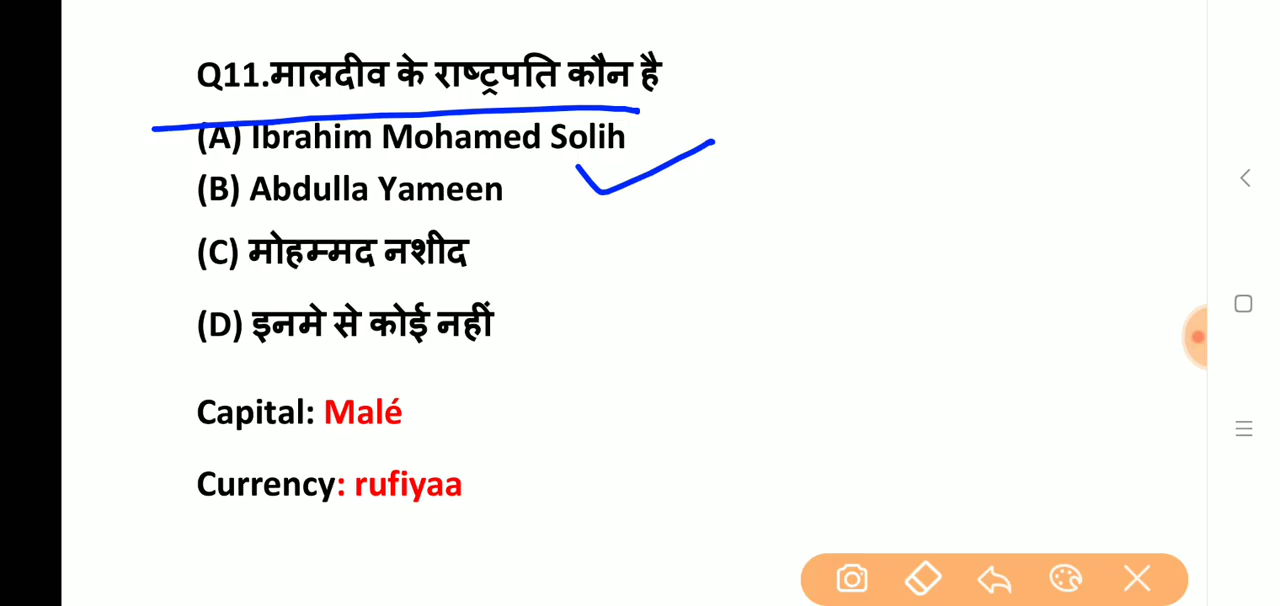 Q11.मालदीव के राष्ट्रपति कौन है
(A) Ibrahim Mohamed Solih
(B) Abdulla Yameen
(C) मोहम्मद नशीद
(D) इनमे से कोई नहीं
Capital: Malé
Currency: rufiyaa